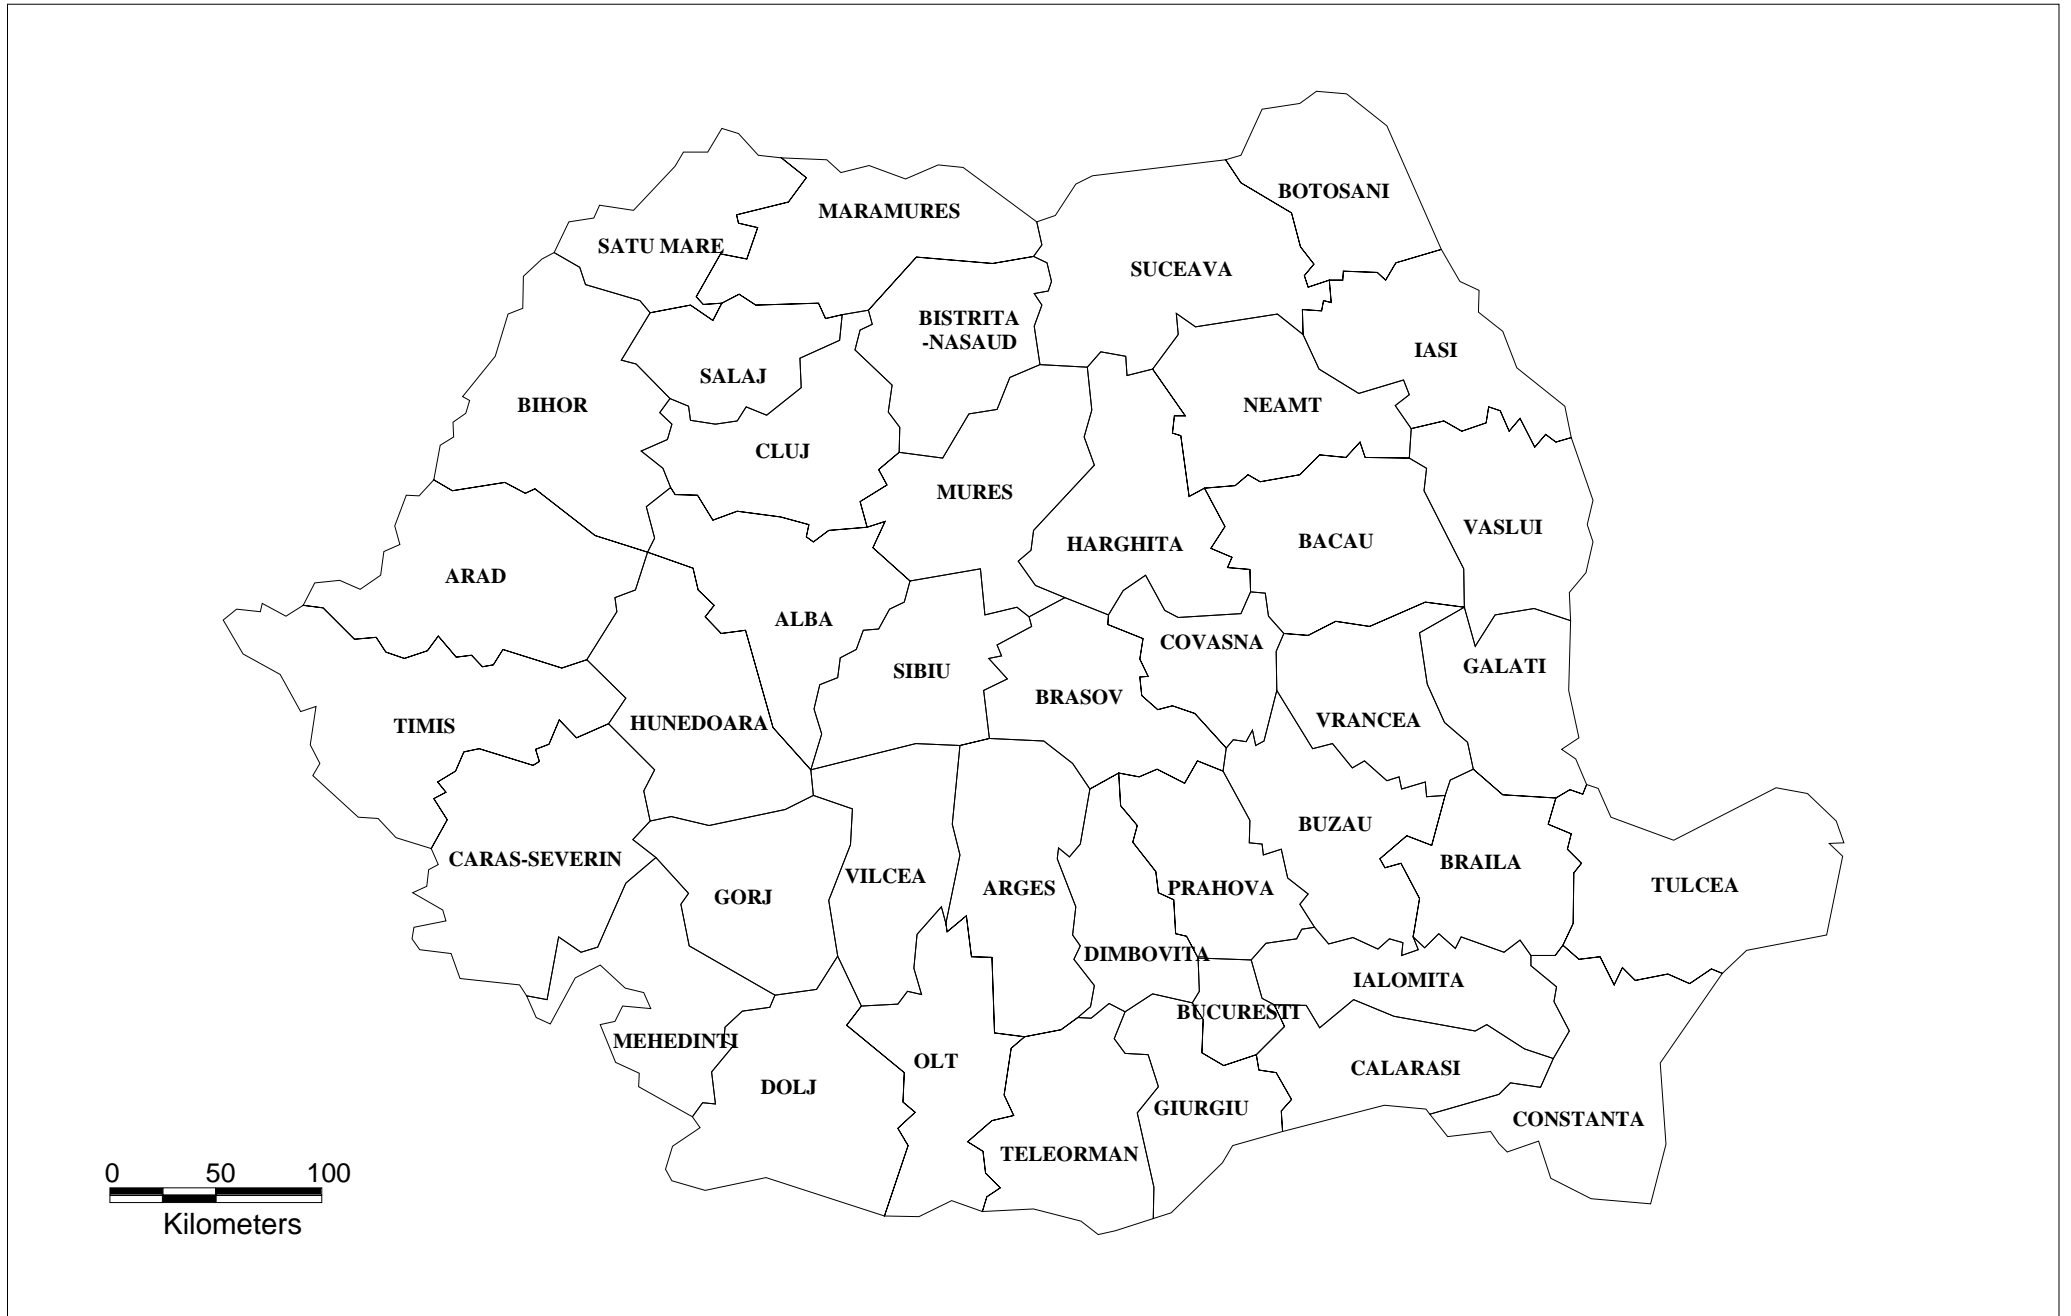 BOTOSANI
MARAMURES
SATU MARE
SUCEAVA
BISTRITA
-NASAUD
IASI
SALAJ
BIHOR
NEAMT
CLUJ
MURES
VASLUI
HARGHITA
BACAU
ARAD
ALBA
COVASNA
GALATI
SIBIU
BRASOV
VRANCEA
TIMIS
HUNEDOARA
BUZAU
CARAS-SEVERIN
BRAILA
VILCEA
ARGES
PRAHOVA
TULCEA
GORJ
DIMBOVITA
IALOMITA
BUCURESTI
MEHEDINTI
OLT
CALARASI
DOLJ
GIURGIU
CONSTANTA
TELEORMAN
0 50 100
Kilometers